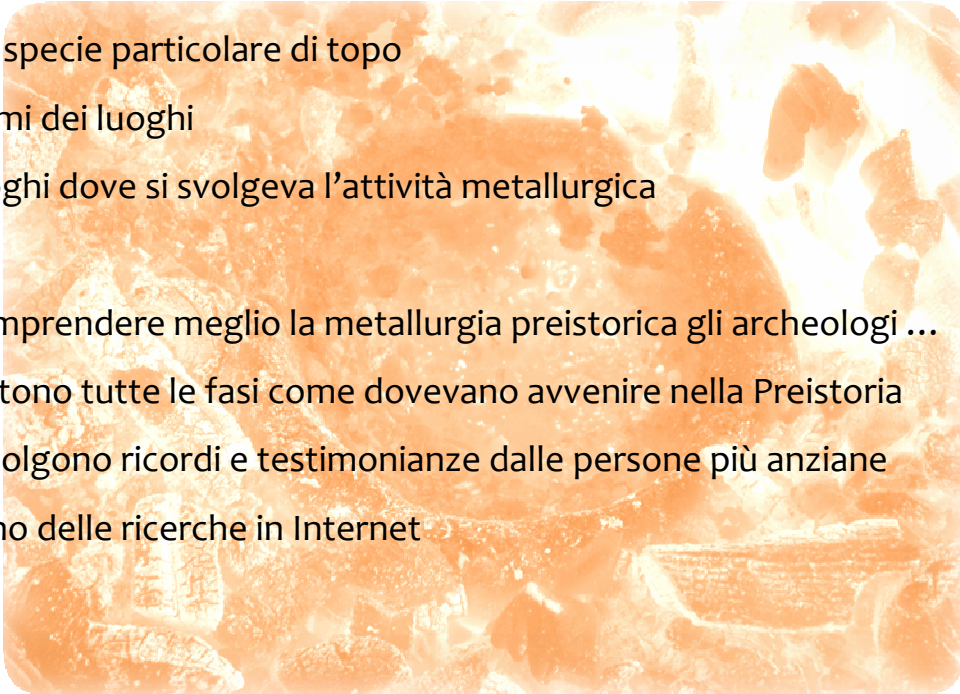 specie particolare di topo
mi dei luoghi
ghi dove si svolgeva l’attività metallurgica
mprendere meglio la metallurgia preistorica gli archeologi ...
tono tutte le fasi come dovevano avvenire nella Preistoria
olgono ricordi e testimonianze dalle persone più anziane
no delle ricerche in Internet